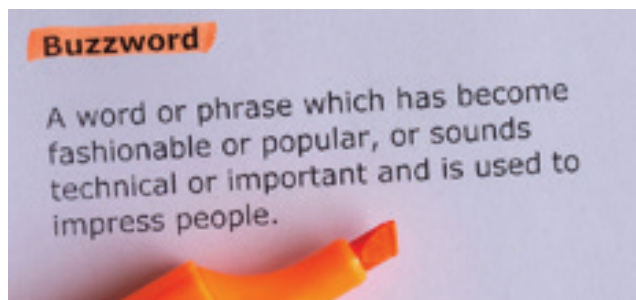 Buzzword
A word or phrase which has become
fashionable or popular, or sounds
technical or important and is used to
impress people.